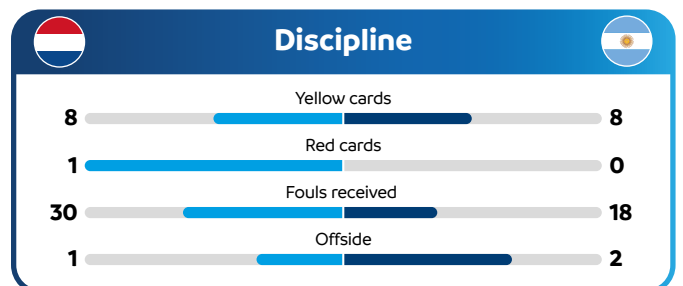 Discipline
Yellow cards
8 8
Red cards
1 0
Fouls received
30 18
Offside
1 2